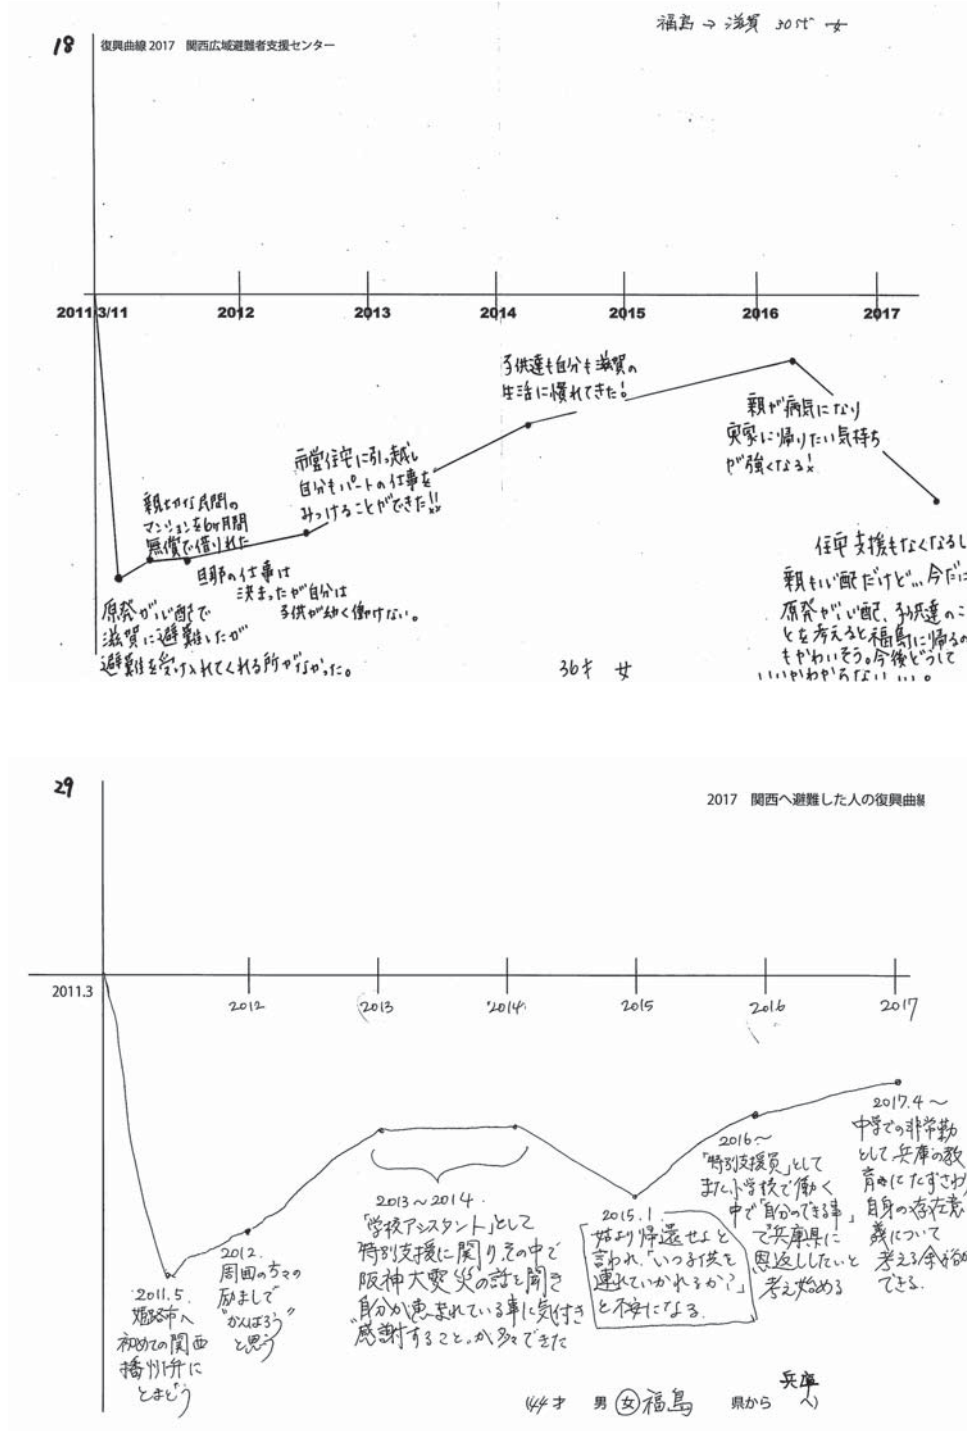 18
復興曲線 2017 関西広域避難者支援センター
福島 → 滋賀 30代 女
2011 3/11 2012 2013 2014 2015 2016 2017
子供達も自分も滋賀の
生活に慣れてきた!
親が病気になり
実家に帰りたい気持ち
が強くなる!
市営住宅に引っ越し
自分もパートの仕事を
みつけることができた!!
親切な民間の
マンションを6ヶ月間
無償で借りれた
旦那の仕事は
決まったが自分は
子供が幼く働けない。
原発が心配で
滋賀に避難したが
避難を受け入れてくれる所がなかった。
住宅支援もなくなるし
親も心配だけど... 今だに
原発が心配、子供達のこ
とを考えると福島に帰るの
もかわいそう。今後どうして
いいかわからない...。
36才 女
29
2017 関西へ避難した人の復興曲線
2011.3 2012 2013 2014 2015 2016 2017
2011.5
姫路市へ
初めての関西
播州弁に
とまどう
2012.
周囲の方々の
励ましで
"がんばろう"
と思う
2013～2014.
「学校アシスタント」として
特別支援に関り、その中で
阪神大震災の話を聞き
自分が恵まれている事に気付き
"感謝すること"が多々できた
2015.1
姑より帰還せよと
言われ、「いつ子供を
連れていかれるか?」
と不安になる.
2016～
「特別支援員」として
また小学校で働く
中で「自分のできる事」
で兵庫県に
恩返ししたいと
考え始める
2017.4～
中学での非常勤
として兵庫の教
育にたずさわり
自身の存在意
義について
考える余裕が
できる.
(44才 男 女 福島 県から 兵庫 へ)